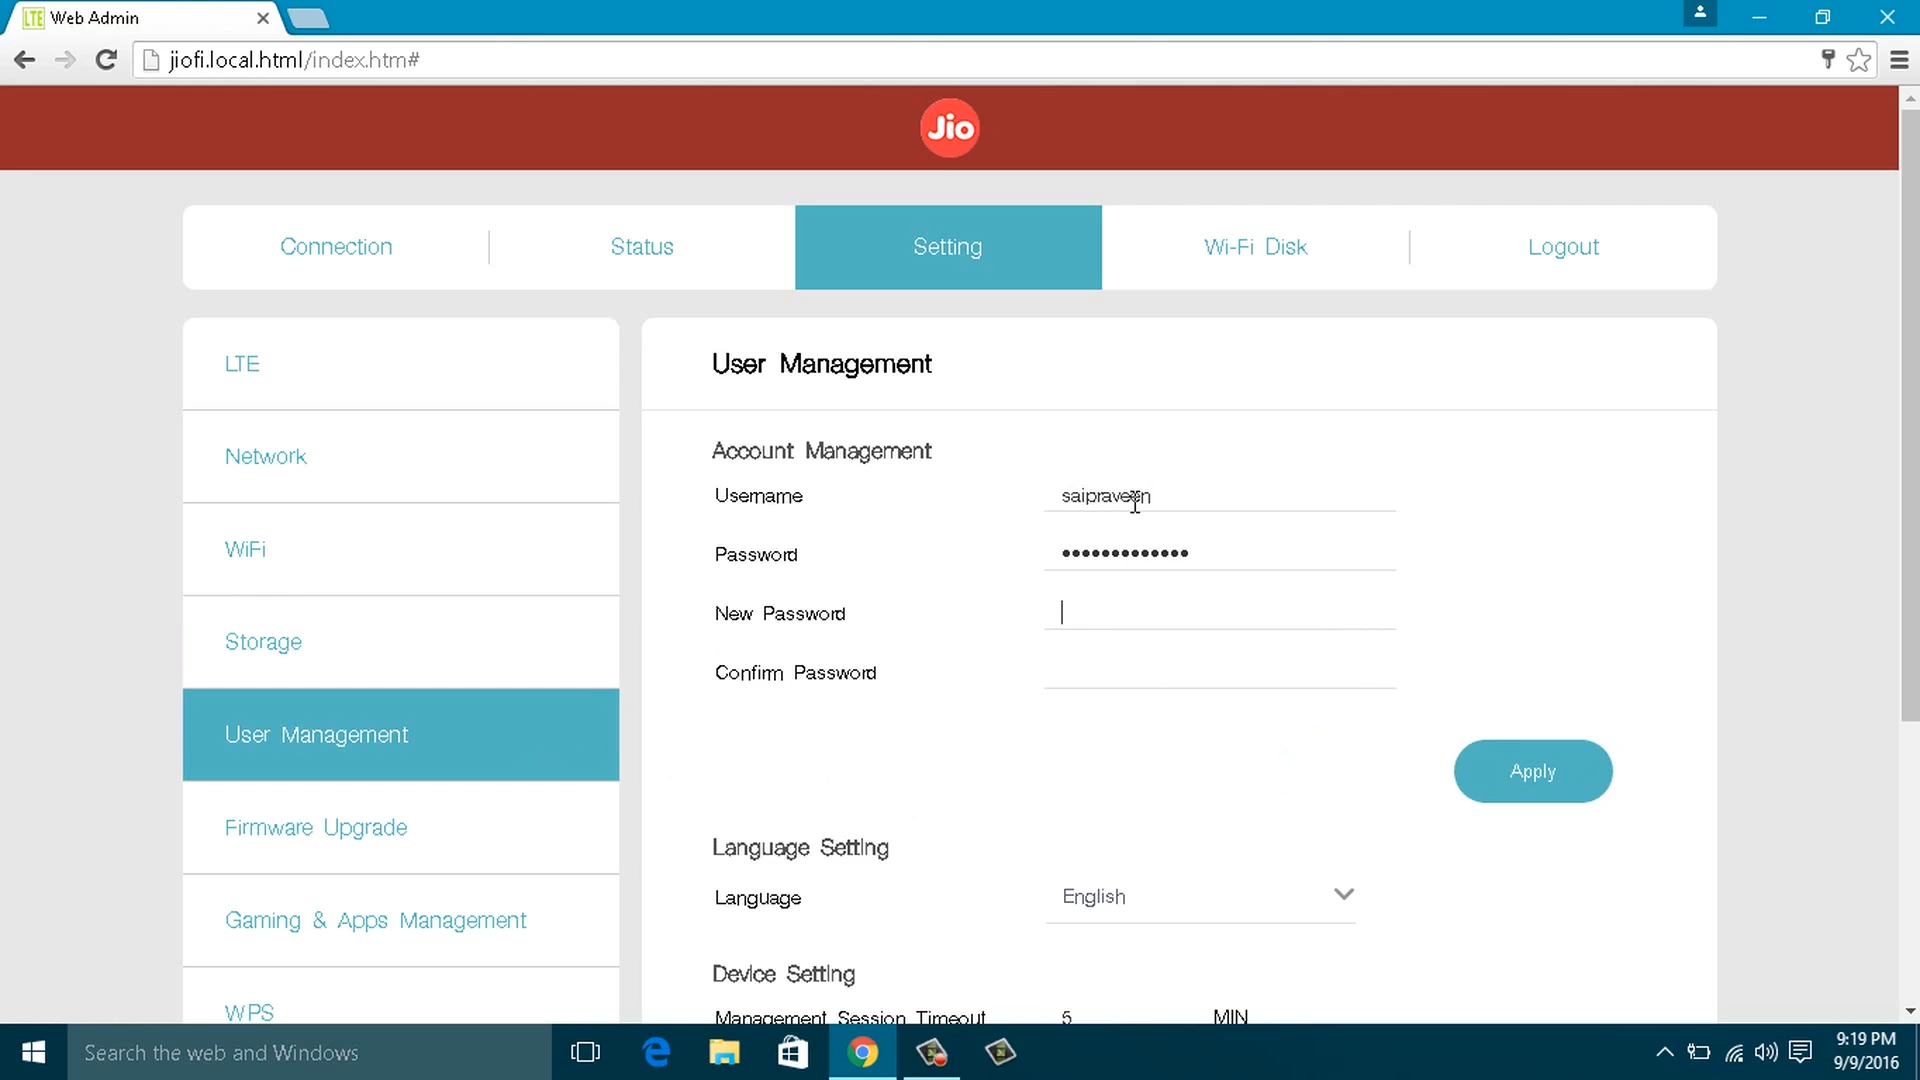 LTE Web Admin
jiofi.local.html/index.htm#
Jio
Connection Status Setting Wi-Fi Disk Logout
LTE
Network
WiFi
Storage
User Management
Firmware Upgrade
Gaming & Apps Management
WPS
User Management
Account Management
Username saipraveen
Password •••••••••••••
New Password
Confirm Password
Apply
Language Setting
Language English
Device Setting
Management Session Timeout 5 MIN
Search the web and Windows
9:19 PM
9/9/2016